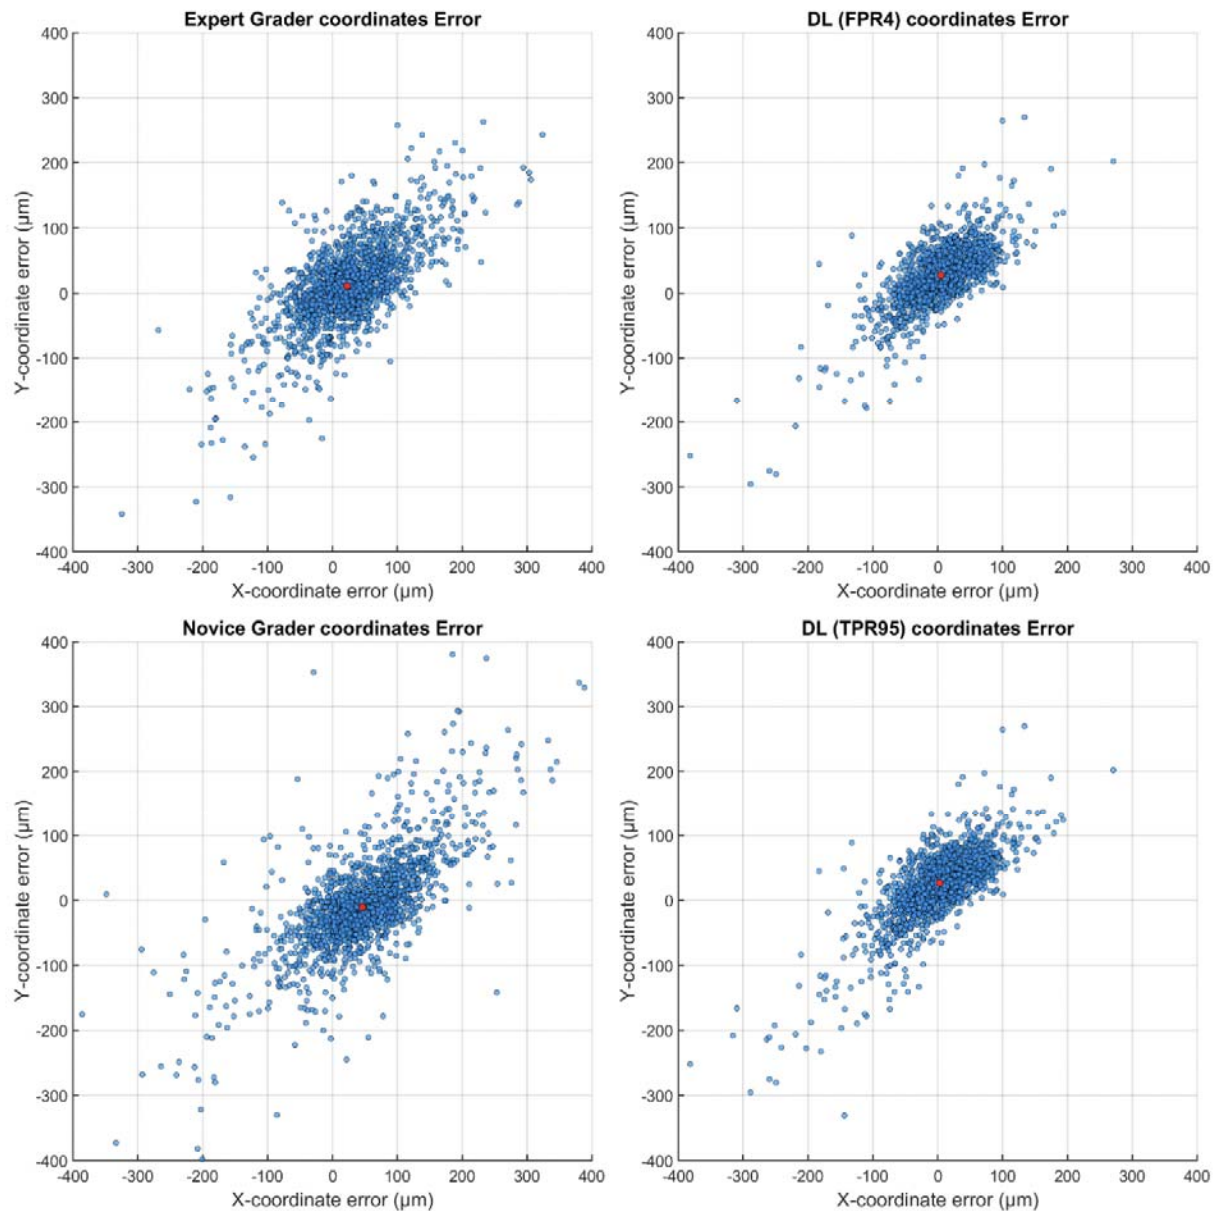 Expert Grader coordinates Error
400
300
200
100
0
-100
-200
-300
-400
Y-coordinate error (µm)
-400 -300 -200 -100 0 100 200 300 400
X-coordinate error (µm)
DL (FPR4) coordinates Error
400
300
200
100
0
-100
-200
-300
-400
Y-coordinate error (µm)
-400 -300 -200 -100 0 100 200 300 400
X-coordinate error (µm)
Novice Grader coordinates Error
400
300
200
100
0
-100
-200
-300
-400
Y-coordinate error (µm)
-400 -300 -200 -100 0 100 200 300 400
X-coordinate error (µm)
DL (TPR95) coordinates Error
400
300
200
100
0
-100
-200
-300
-400
Y-coordinate error (µm)
-400 -300 -200 -100 0 100 200 300 400
X-coordinate error (µm)